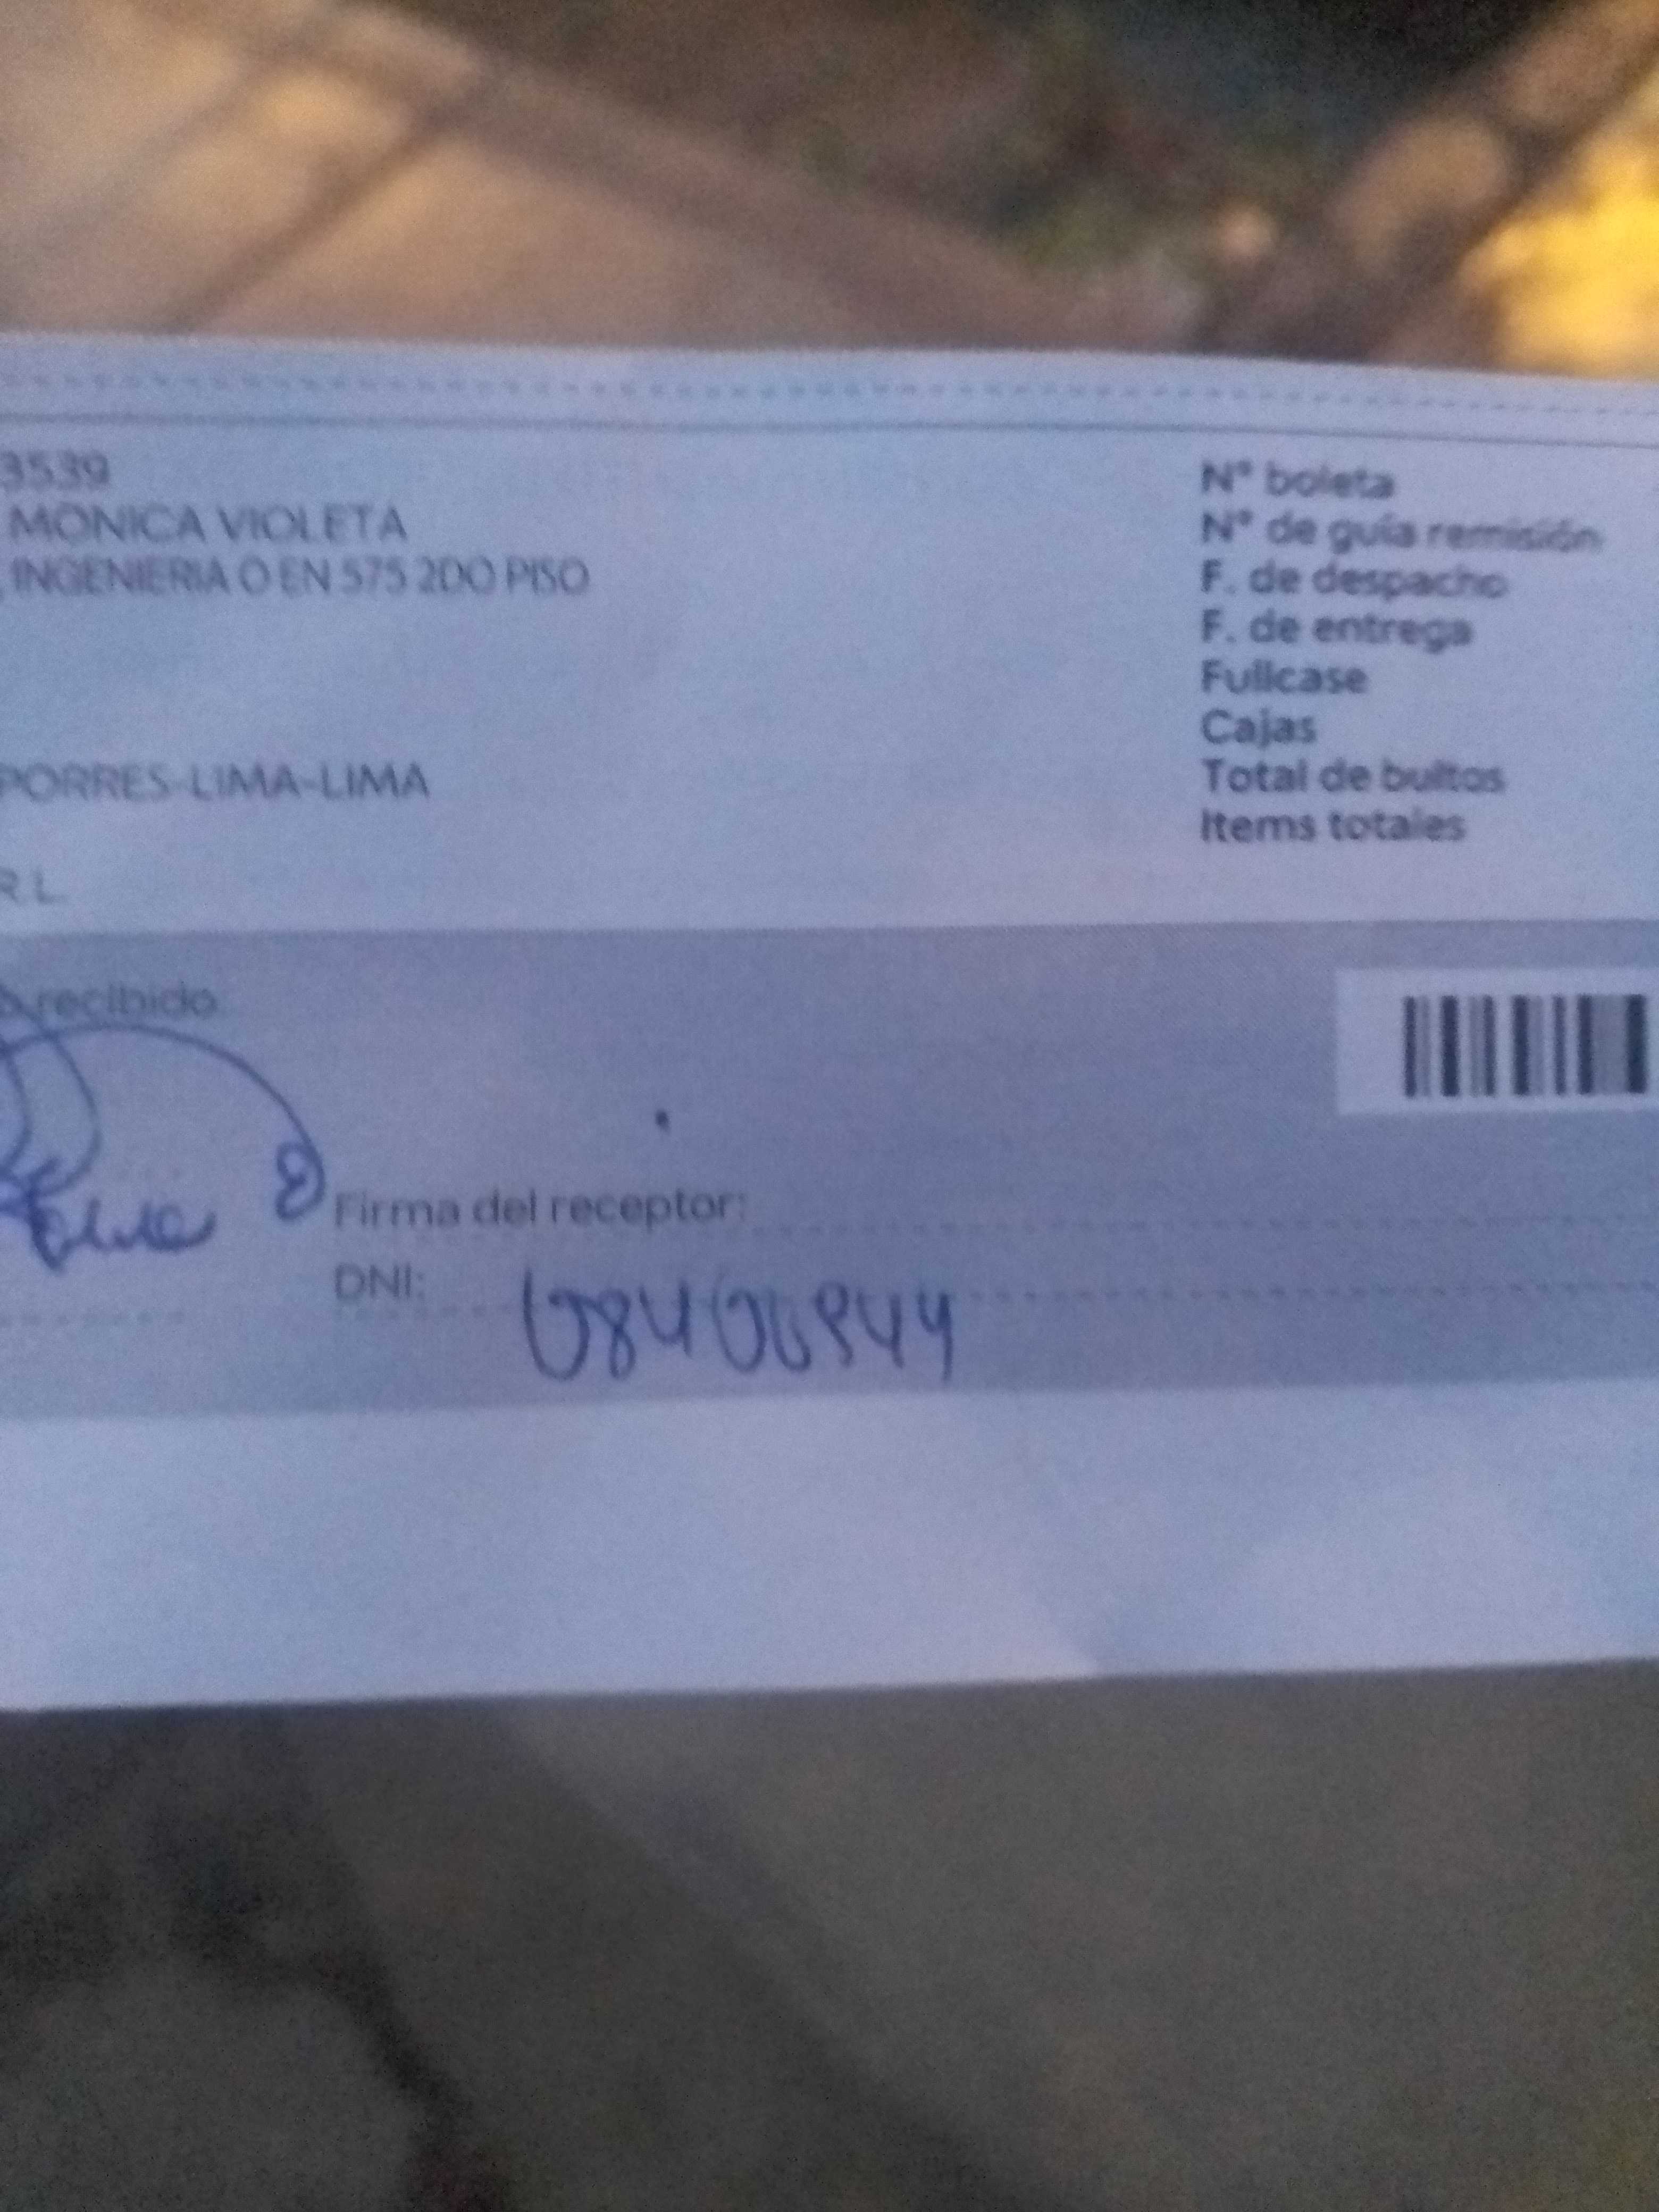 3539
MONICA VIOLETA
, INGENIERIA O EN 575 2DO PISO
PORRES-LIMA-LIMA
R.L.
N° boleta
N° de guía remisión
F. de despacho
F. de entrega
Fullcase
Cajas
Total de bultos
Items totales
recibido:
Firma del receptor:
DNI: